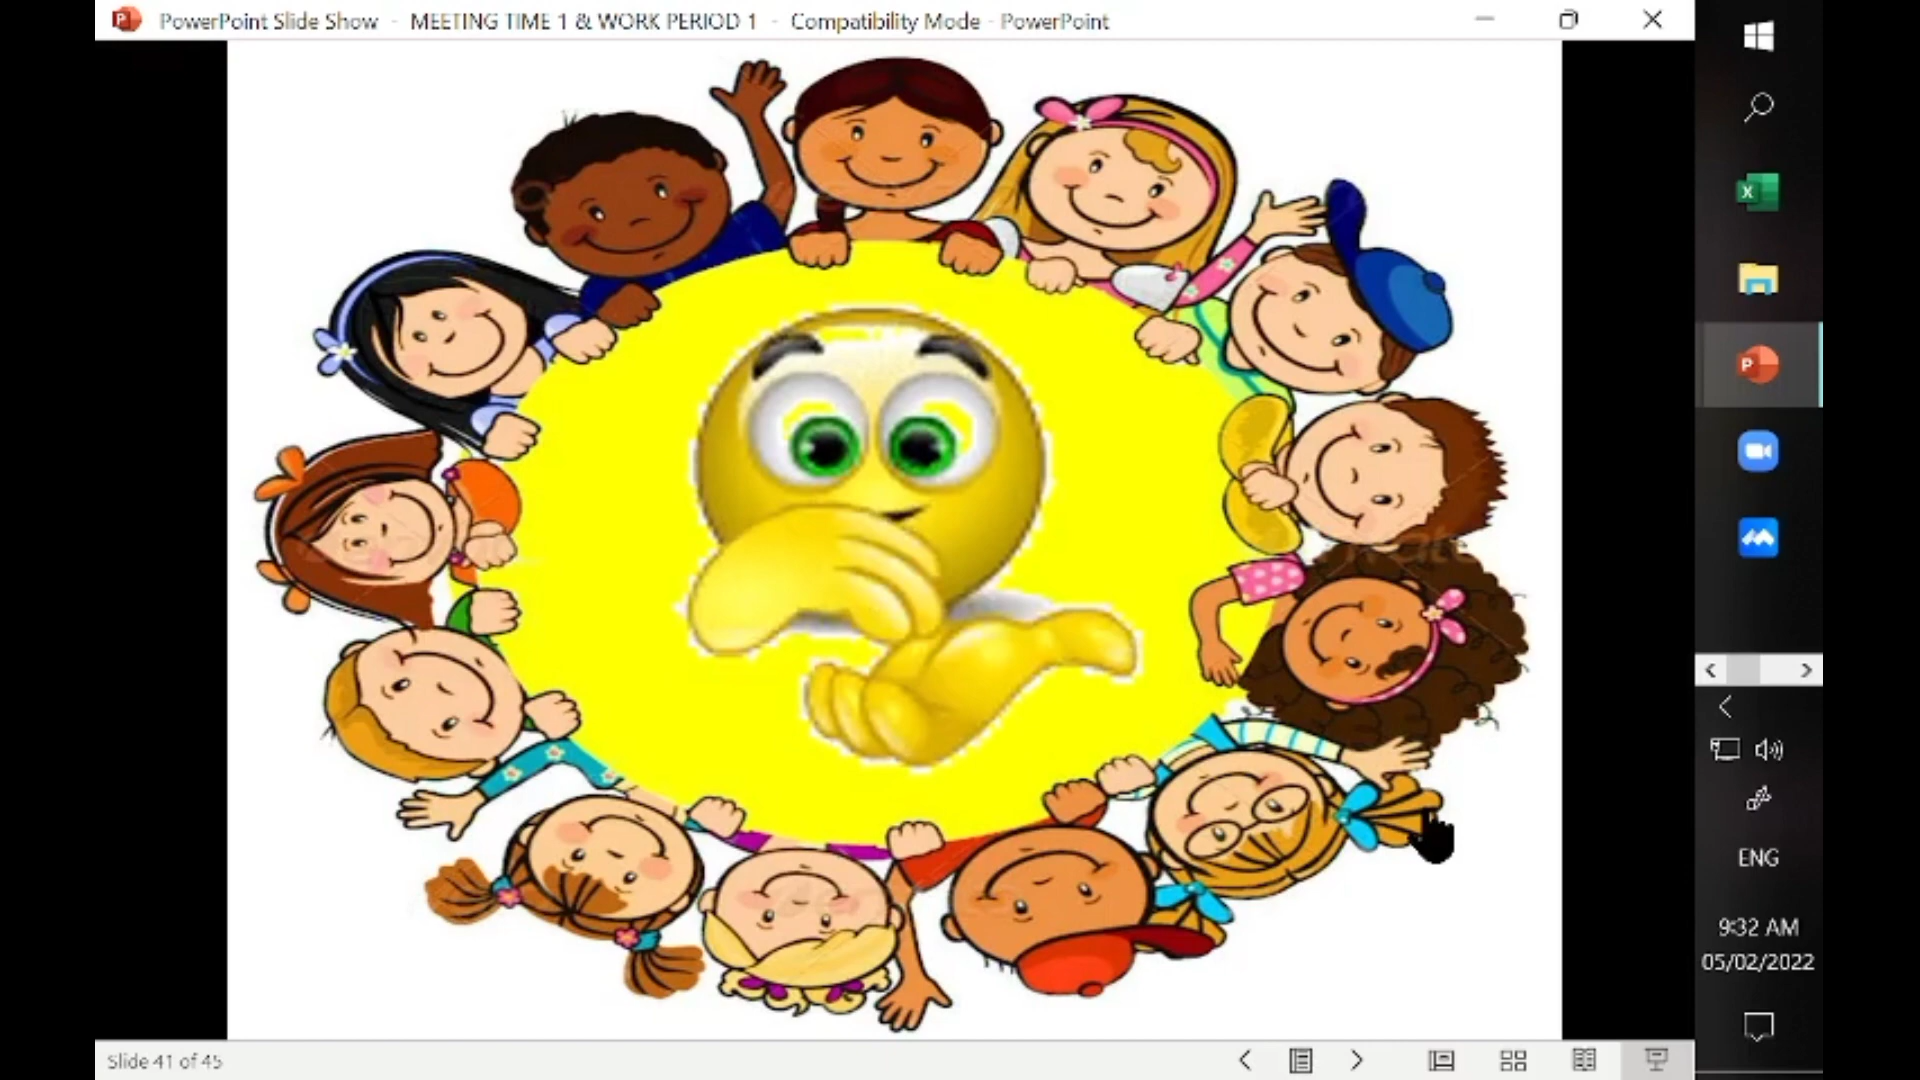 PowerPoint Slide Show - MEETING TIME 1 & WORK PERIOD 1 - Compatibility Mode - PowerPoint
ENG
9:32 AM
05/02/2022
Slide 41 of 45